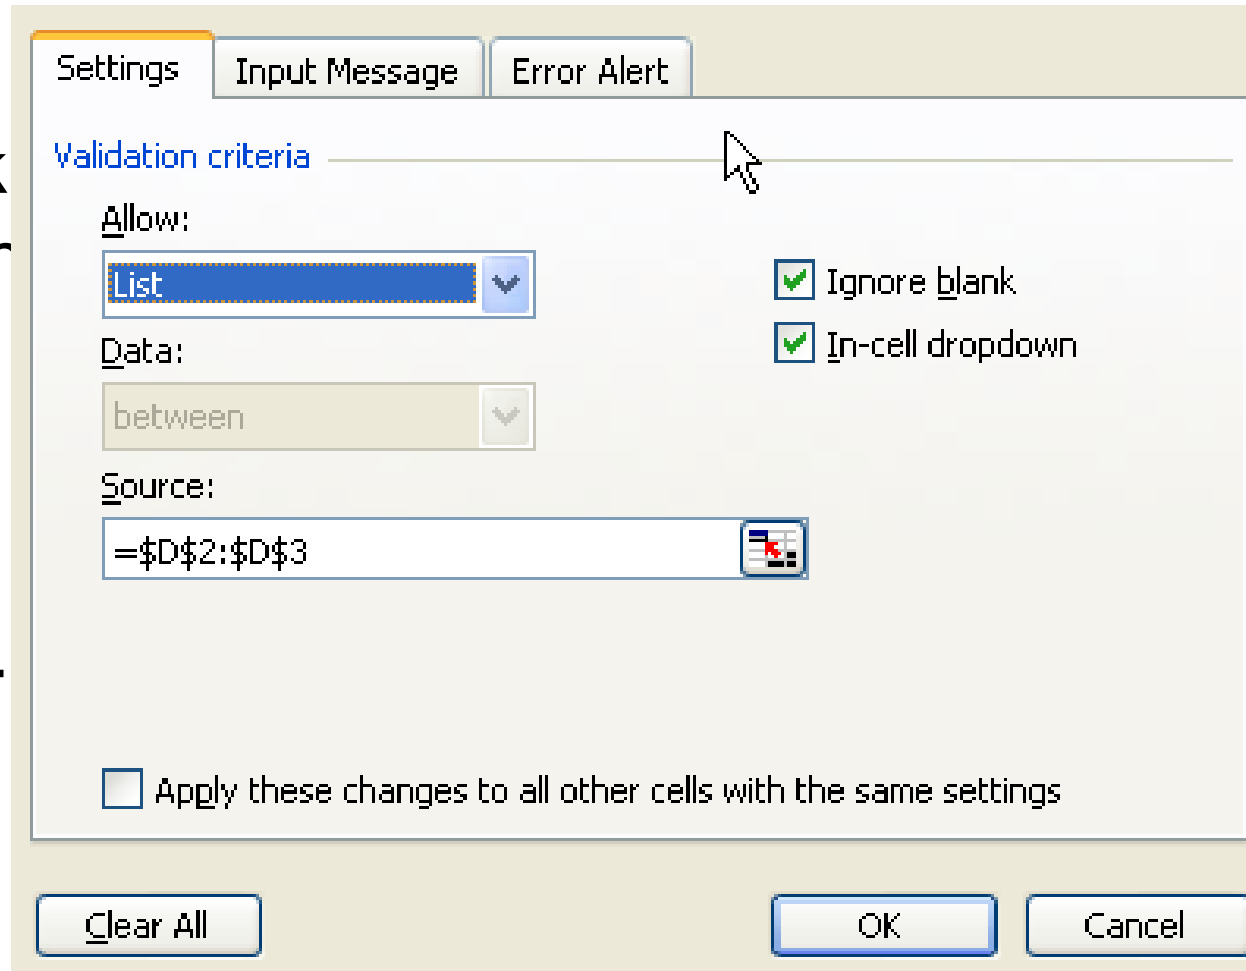 Settings
Input Message
Error Alert
Validation criteria
Allow:
List
Ignore blank
Data:
In-cell dropdown
between
Source:
=$D$2:$D$3
Apply these changes to all other cells with the same settings
Clear All
OK
Cancel